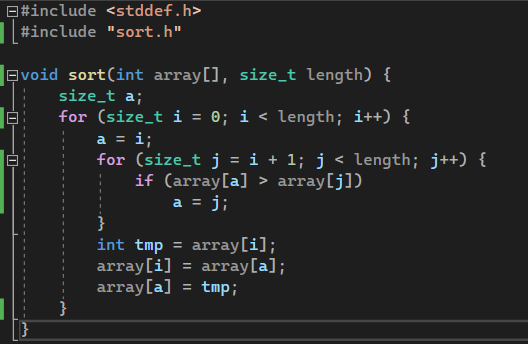 #include <stddef.h>
#include "sort.h"

void sort(int array[], size_t length) {
    size_t a;
    for (size_t i = 0; i < length; i++) {
        a = i;
        for (size_t j = i + 1; j < length; j++) {
            if (array[a] > array[j])
                a = j;
        }
        int tmp = array[i];
        array[i] = array[a];
        array[a] = tmp;
    }
}